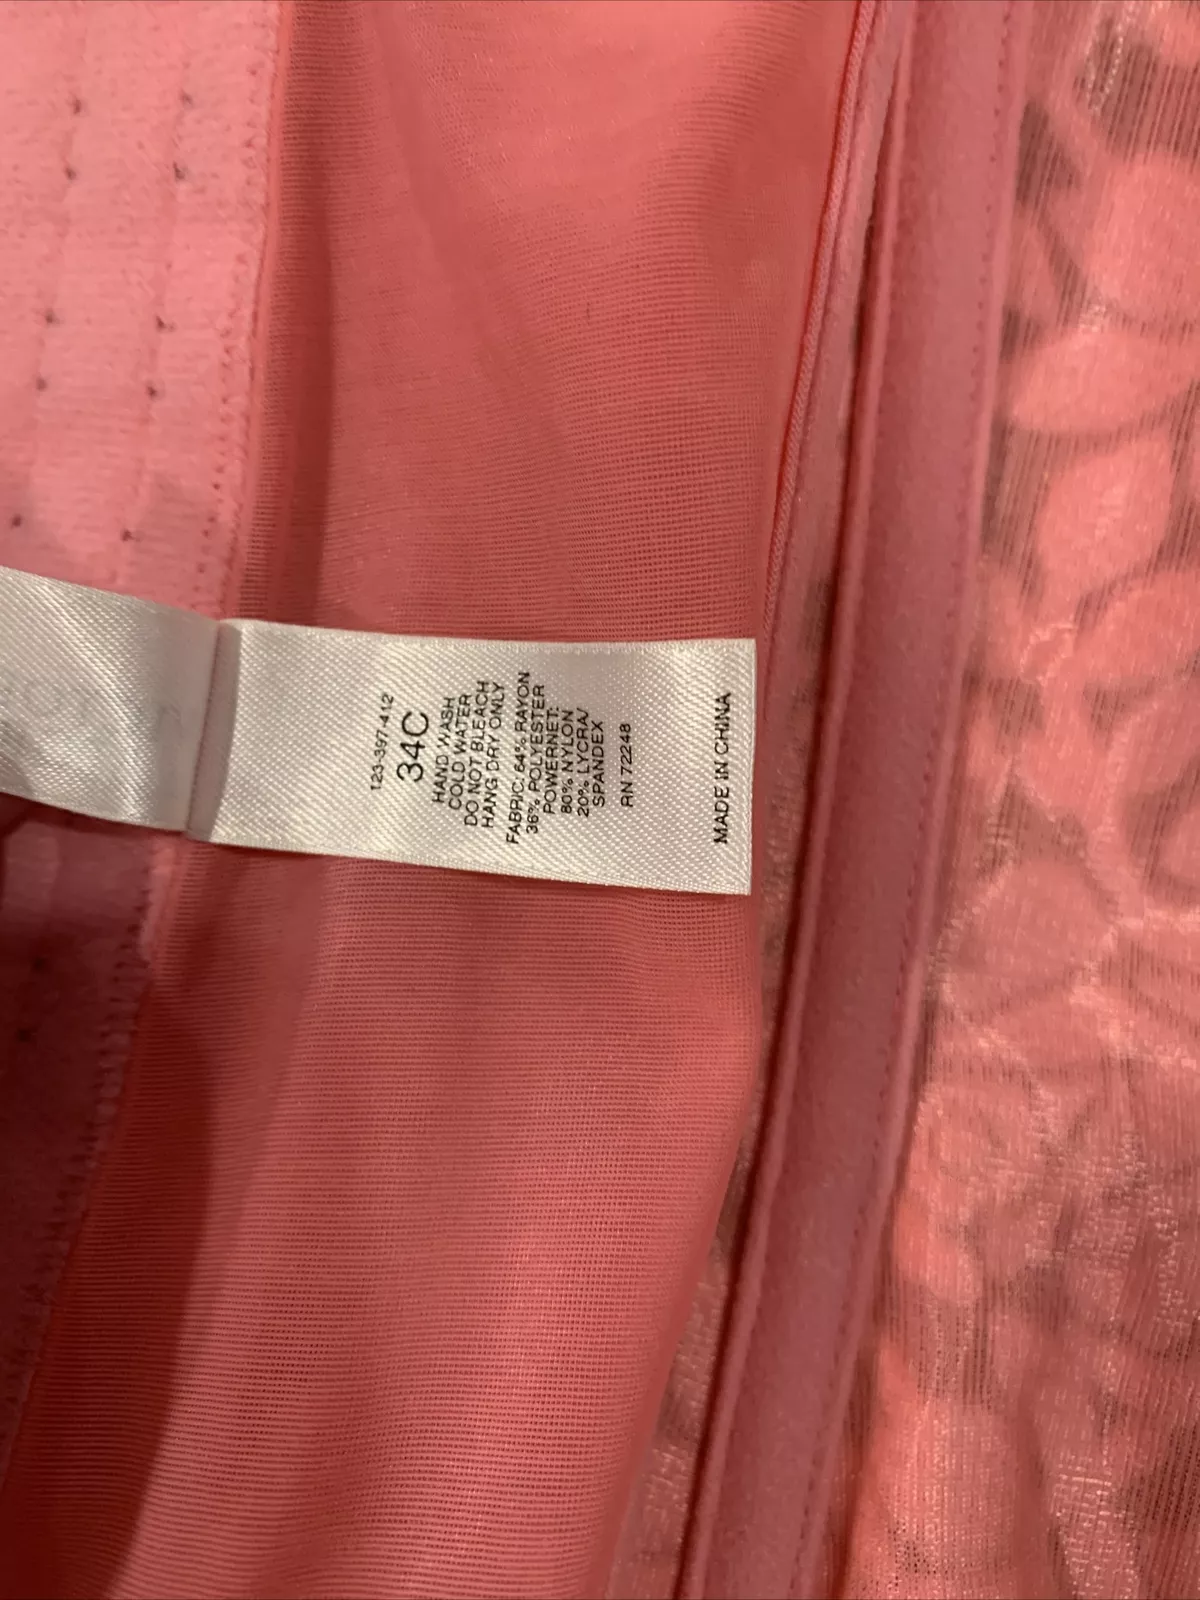 123-397-412
34C
HAND WASH
COLD WATER
DO NOT BLEACH
HANG DRY ONLY
FABRIC: 64% RAYON
36% POLYESTER
POWERNET:
80% NYLON
20% LYCRA/
SPANDEX
RN 72248
MADE IN CHINA